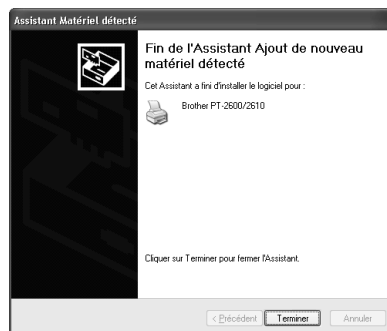 Assistant Matériel détecté
Fin de l'Assistant Ajout de nouveau
matériel détecté
Cet Assistant a fini d'installer le logiciel pour :
Brother PT-2600/2610
Cliquer sur Terminer pour fermer l'Assistant.
< Précédent
Terminer
Annuler